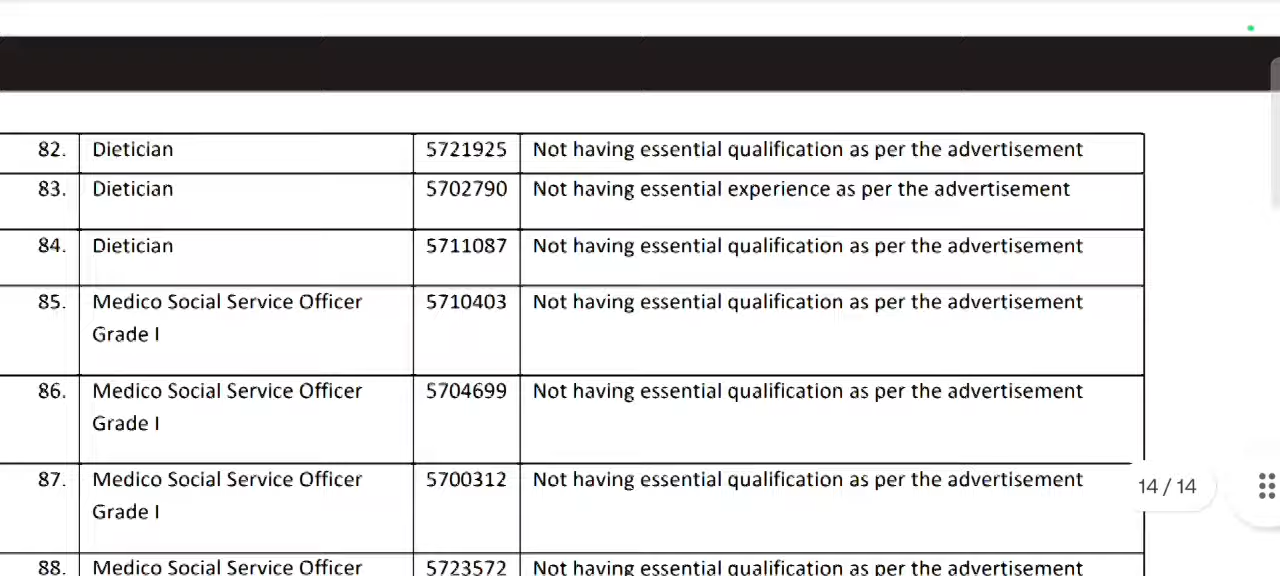 82. Dietician 5721925 Not having essential qualification as per the advertisement
83. Dietician 5702790 Not having essential experience as per the advertisement
84. Dietician 5711087 Not having essential qualification as per the advertisement
85. Medico Social Service Officer 5710403 Not having essential qualification as per the advertisement
Grade I
86. Medico Social Service Officer 5704699 Not having essential qualification as per the advertisement
Grade I
87. Medico Social Service Officer 5700312 Not having essential qualification as per the advertisement
14 / 14
Grade I
88. Medico Social Service Officer 5723572 Not having essential qualification as per the advertisement